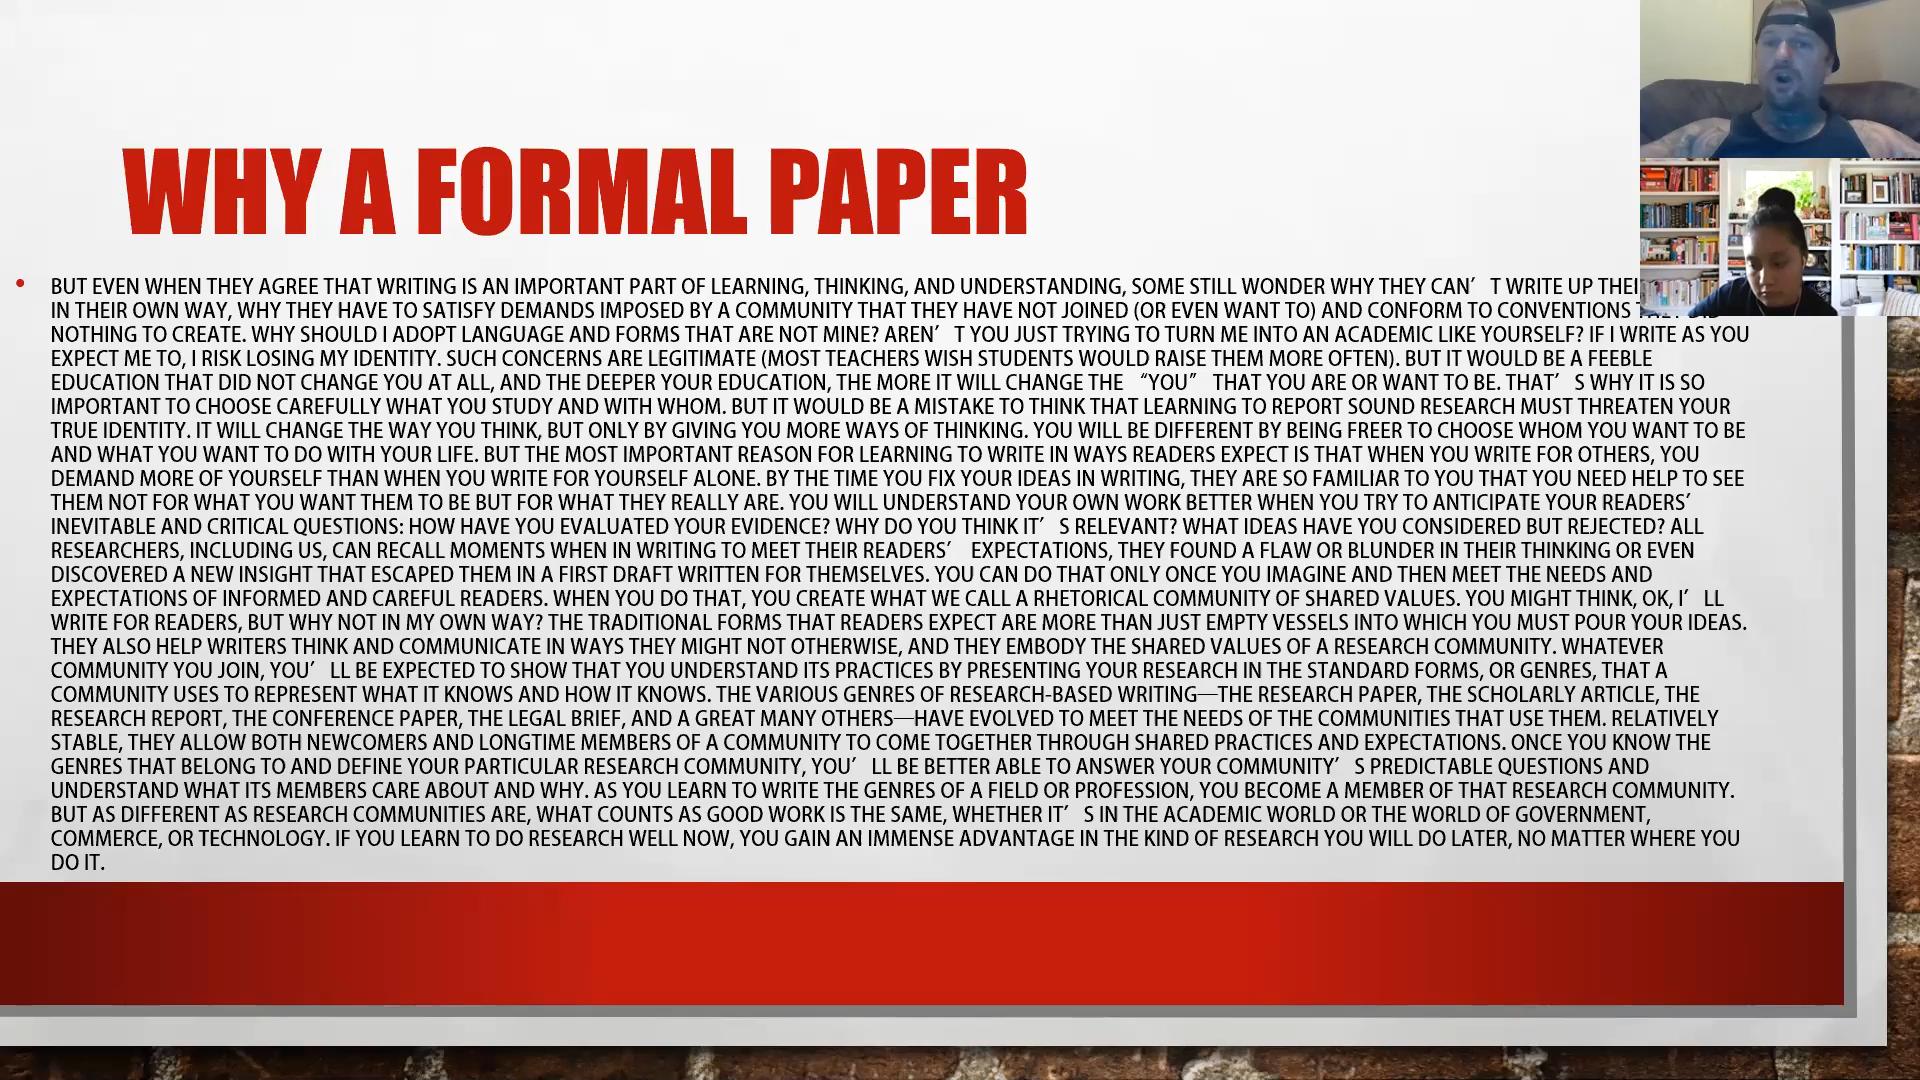 WHY A FORMAL PAPER
• BUT EVEN WHEN THEY AGREE THAT WRITING IS AN IMPORTANT PART OF LEARNING, THINKING, AND UNDERSTANDING, SOME STILL WONDER WHY THEY CAN’T WRITE UP
IN THEIR OWN WAY, WHY THEY HAVE TO SATISFY DEMANDS IMPOSED BY A COMMUNITY THAT THEY HAVE NOT JOINED (OR EVEN WANT TO) AND CONFORM TO CONVENTIONS
NOTHING TO CREATE. WHY SHOULD I ADOPT LANGUAGE AND FORMS THAT ARE NOT MINE? AREN’T YOU JUST TRYING TO TURN ME INTO AN ACADEMIC LIKE YOURSELF? IF I WRITE AS YOU
EXPECT ME TO, I RISK LOSING MY IDENTITY. SUCH CONCERNS ARE LEGITIMATE (MOST TEACHERS WISH STUDENTS WOULD RAISE THEM MORE OFTEN). BUT IT WOULD BE A FEEBLE
EDUCATION THAT DID NOT CHANGE YOU AT ALL, AND THE DEEPER YOUR EDUCATION, THE MORE IT WILL CHANGE THE “YOU” THAT YOU ARE OR WANT TO BE. THAT’S WHY IT IS SO
IMPORTANT TO CHOOSE CAREFULLY WHAT YOU STUDY AND WITH WHOM. BUT IT WOULD BE A MISTAKE TO THINK THAT LEARNING TO REPORT SOUND RESEARCH MUST THREATEN YOUR
TRUE IDENTITY. IT WILL CHANGE THE WAY YOU THINK, BUT ONLY BY GIVING YOU MORE WAYS OF THINKING. YOU WILL BE DIFFERENT BY BEING FREER TO CHOOSE WHOM YOU WANT TO BE
AND WHAT YOU WANT TO DO WITH YOUR LIFE. BUT THE MOST IMPORTANT REASON FOR LEARNING TO WRITE IN WAYS READERS EXPECT IS THAT WHEN YOU WRITE FOR OTHERS, YOU
DEMAND MORE OF YOURSELF THAN WHEN YOU WRITE FOR YOURSELF ALONE. BY THE TIME YOU FIX YOUR IDEAS IN WRITING, THEY ARE SO FAMILIAR TO YOU THAT YOU NEED HELP TO SEE
THEM NOT FOR WHAT YOU WANT THEM TO BE BUT FOR WHAT THEY REALLY ARE. YOU WILL UNDERSTAND YOUR OWN WORK BETTER WHEN YOU TRY TO ANTICIPATE YOUR READERS’
INEVITABLE AND CRITICAL QUESTIONS: HOW HAVE YOU EVALUATED YOUR EVIDENCE? WHY DO YOU THINK IT’S RELEVANT? WHAT IDEAS HAVE YOU CONSIDERED BUT REJECTED? ALL
RESEARCHERS, INCLUDING US, CAN RECALL MOMENTS WHEN IN WRITING TO MEET THEIR READERS’ EXPECTATIONS, THEY FOUND A FLAW OR BLUNDER IN THEIR THINKING OR EVEN
DISCOVERED A NEW INSIGHT THAT ESCAPED THEM IN A FIRST DRAFT WRITTEN FOR THEMSELVES. YOU CAN DO THAT ONLY ONCE YOU IMAGINE AND THEN MEET THE NEEDS AND
EXPECTATIONS OF INFORMED AND CAREFUL READERS. WHEN YOU DO THAT, YOU CREATE WHAT WE CALL A RHETORICAL COMMUNITY OF SHARED VALUES. YOU MIGHT THINK, OK, I’LL
WRITE FOR READERS, BUT WHY NOT IN MY OWN WAY? THE TRADITIONAL FORMS THAT READERS EXPECT ARE MORE THAN JUST EMPTY VESSELS INTO WHICH YOU MUST POUR YOUR IDEAS.
THEY ALSO HELP WRITERS THINK AND COMMUNICATE IN WAYS THEY MIGHT NOT OTHERWISE, AND THEY EMBODY THE SHARED VALUES OF A RESEARCH COMMUNITY. WHATEVER
COMMUNITY YOU JOIN, YOU’LL BE EXPECTED TO SHOW THAT YOU UNDERSTAND ITS PRACTICES BY PRESENTING YOUR RESEARCH IN THE STANDARD FORMS, OR GENRES, THAT A
COMMUNITY USES TO REPRESENT WHAT IT KNOWS AND HOW IT KNOWS. THE VARIOUS GENRES OF RESEARCH-BASED WRITING—THE RESEARCH PAPER, THE SCHOLARLY ARTICLE, THE
RESEARCH REPORT, THE CONFERENCE PAPER, THE LEGAL BRIEF, AND A GREAT MANY OTHERS—HAVE EVOLVED TO MEET THE NEEDS OF THE COMMUNITIES THAT USE THEM. RELATIVELY
STABLE, THEY ALLOW BOTH NEWCOMERS AND LONGTIME MEMBERS OF A COMMUNITY TO COME TOGETHER THROUGH SHARED PRACTICES AND EXPECTATIONS. ONCE YOU KNOW THE
GENRES THAT BELONG TO AND DEFINE YOUR PARTICULAR RESEARCH COMMUNITY, YOU’LL BE BETTER ABLE TO ANSWER YOUR COMMUNITY’S PREDICTABLE QUESTIONS AND
UNDERSTAND WHAT ITS MEMBERS CARE ABOUT AND WHY. AS YOU LEARN TO WRITE THE GENRES OF A FIELD OR PROFESSION, YOU BECOME A MEMBER OF THAT RESEARCH COMMUNITY.
BUT AS DIFFERENT AS RESEARCH COMMUNITIES ARE, WHAT COUNTS AS GOOD WORK IS THE SAME, WHETHER IT’S IN THE ACADEMIC WORLD OR THE WORLD OF GOVERNMENT,
COMMERCE, OR TECHNOLOGY. IF YOU LEARN TO DO RESEARCH WELL NOW, YOU GAIN AN IMMENSE ADVANTAGE IN THE KIND OF RESEARCH YOU WILL DO LATER, NO MATTER WHERE YOU
DO IT.